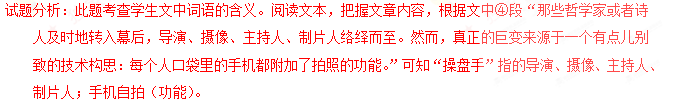 试题分析：此题考查学生文中词语的含义。阅读文本，把握文章内容，根据文中④段“那些哲学家或者诗
人及时地转入幕后，导演、摄像、主持人、制片人络绎而至。然而，真正的巨变来源于一个有点儿别
致的技术构思：每个人口袋里的手机都附加了拍照的功能。”可知“操盘手”指的导演、摄像、主持人、
制片人；手机自拍（功能）。